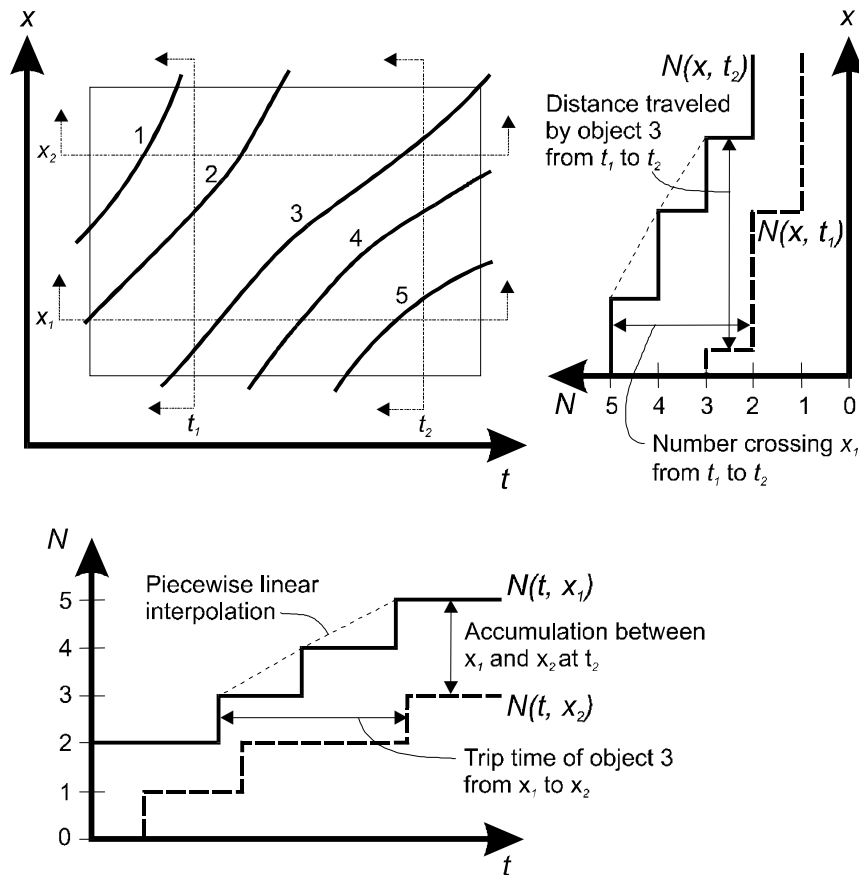 x
1
2
3
4
5
x2
x1
t1
t2
t
x
N(x, t2)
Distance traveled
by object 3
from t1 to t2
N(x, t1)
N
5
4
3
2
1
0
Number crossing x1
from t1 to t2
N
5
4
3
2
1
0
Piecewise linear
interpolation
N(t, x1)
Accumulation between
x1 and x2 at t2
N(t, x2)
Trip time of object 3
from x1 to x2
t